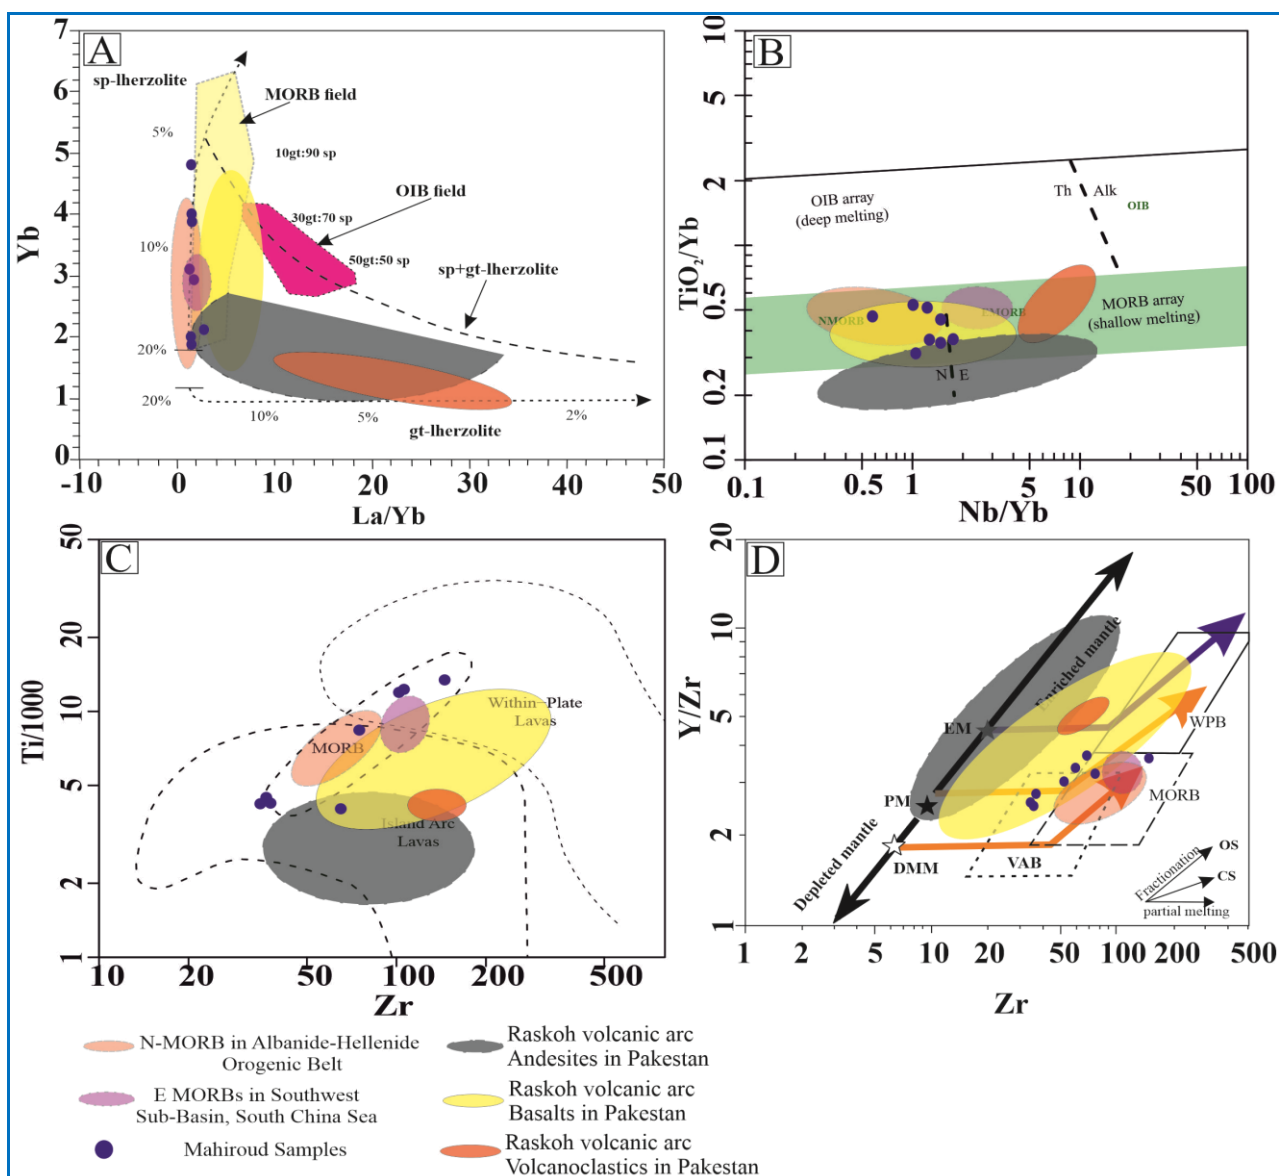 A
7
6
5
4
3
2
1
0
Yb
-10
0
10
20
30
40
50
La/Yb
sp-lherzolite
MORB field
5%
10gt:90 sp
OIB field
30gt:70 sp
10%
50gt:50 sp
sp+gt-lherzolite
20%
20%
10%
5%
2%
gt-lherzolite
B
10
5
2
1
0.5
0.2
0.1
TiO2/Yb
0.1
0.5
1
5
10
50
100
Nb/Yb
OIB array
(deep melting)
Th
Alk
OIB
MORB array
(shallow melting)
NMORB
EMORB
N
E
C
50
20
10
5
2
1
Ti/1000
10
20
50
100
200
500
Zr
Within-Plate
Lavas
MORB
Island Arc
Lavas
D
20
10
5
2
1
Y/Zr
1
2
5
10
20
50
100
200
500
Zr
Enriched mantle
EM
WPB
PM
MORB
DMM
VAB
Depleted mantle
OS
Fractionation
CS
partial melting
N-MORB in Albanide-Hellenide
Orogenic Belt
E MORBs in Southwest
Sub-Basin, South China Sea
Mahiroud Samples
Raskoh volcanic arc
Andesites in Pakestan
Raskoh volcanic arc
Basalts in Pakestan
Raskoh volcanic arc
Volcanoclastics in Pakestan